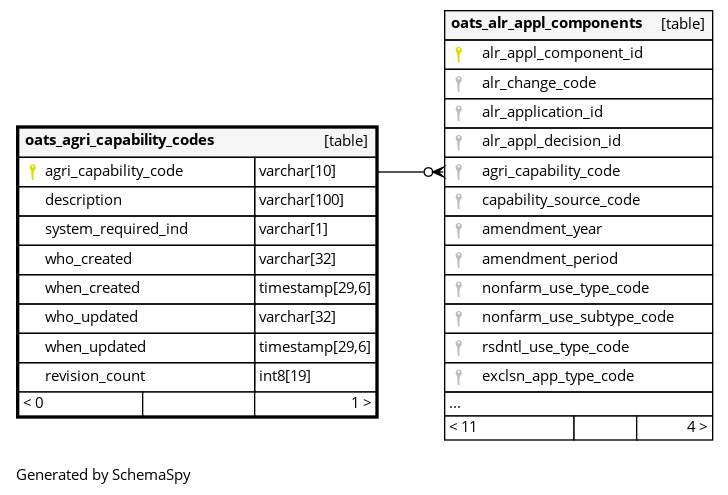 oats_agri_capability_codes [table]
agri_capability_code varchar[10]
description varchar[100]
system_required_ind varchar[1]
who_created varchar[32]
when_created timestamp[29,6]
who_updated varchar[32]
when_updated timestamp[29,6]
revision_count int8[19]
< 0 1 >
oats_alr_appl_components [table]
alr_appl_component_id
alr_change_code
alr_application_id
alr_appl_decision_id
agri_capability_code
capability_source_code
amendment_year
amendment_period
nonfarm_use_type_code
nonfarm_use_subtype_code
rsdntl_use_type_code
exclsn_app_type_code
...
< 11 4 >
Generated by SchemaSpy